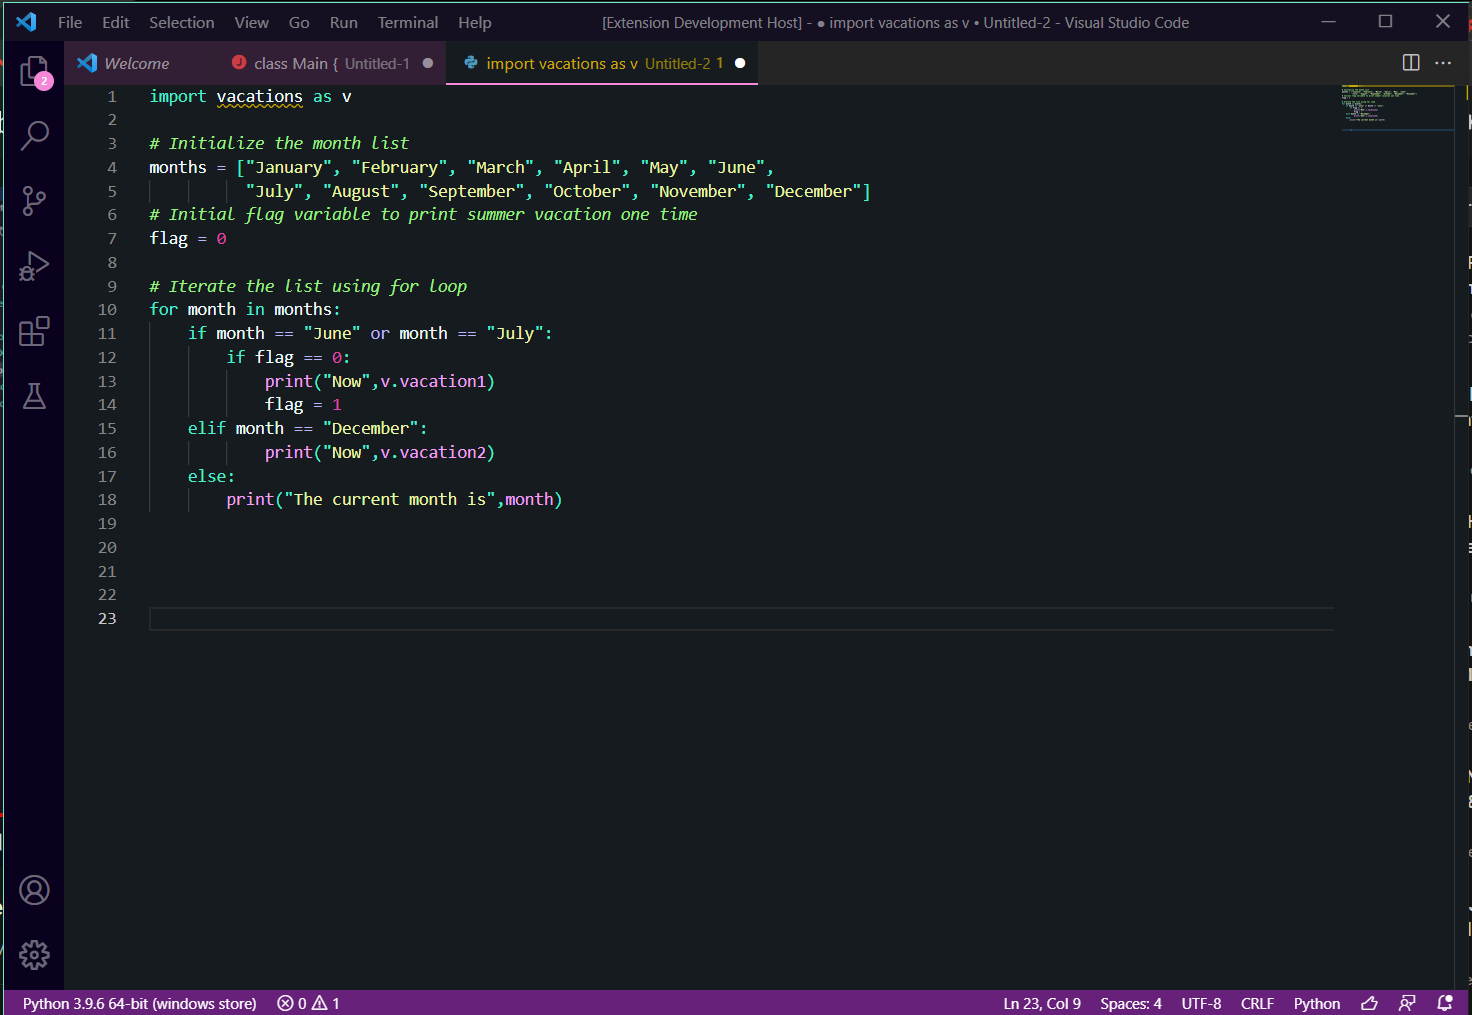 File Edit Selection View Go Run Terminal Help [Extension Development Host] - ● import vacations as v • Untitled-2 - Visual Studio Code
Welcome class Main { Untitled-1 ● import vacations as v Untitled-2 1 ●
2
1 import vacations as v
2
3 # Initialize the month list
4 months = ["January", "February", "March", "April", "May", "June",
5 "July", "August", "September", "October", "November", "December"]
6 # Initial flag variable to print summer vacation one time
7 flag = 0
8
9 # Iterate the list using for loop
10 for month in months:
11 if month == "June" or month == "July":
12 if flag == 0:
13 print("Now",v.vacation1)
14 flag = 1
15 elif month == "December":
16 print("Now",v.vacation2)
17 else:
18 print("The current month is",month)
19
20
21
22
23
Python 3.9.6 64-bit (windows store) 0 1 Ln 23, Col 9 Spaces: 4 UTF-8 CRLF Python